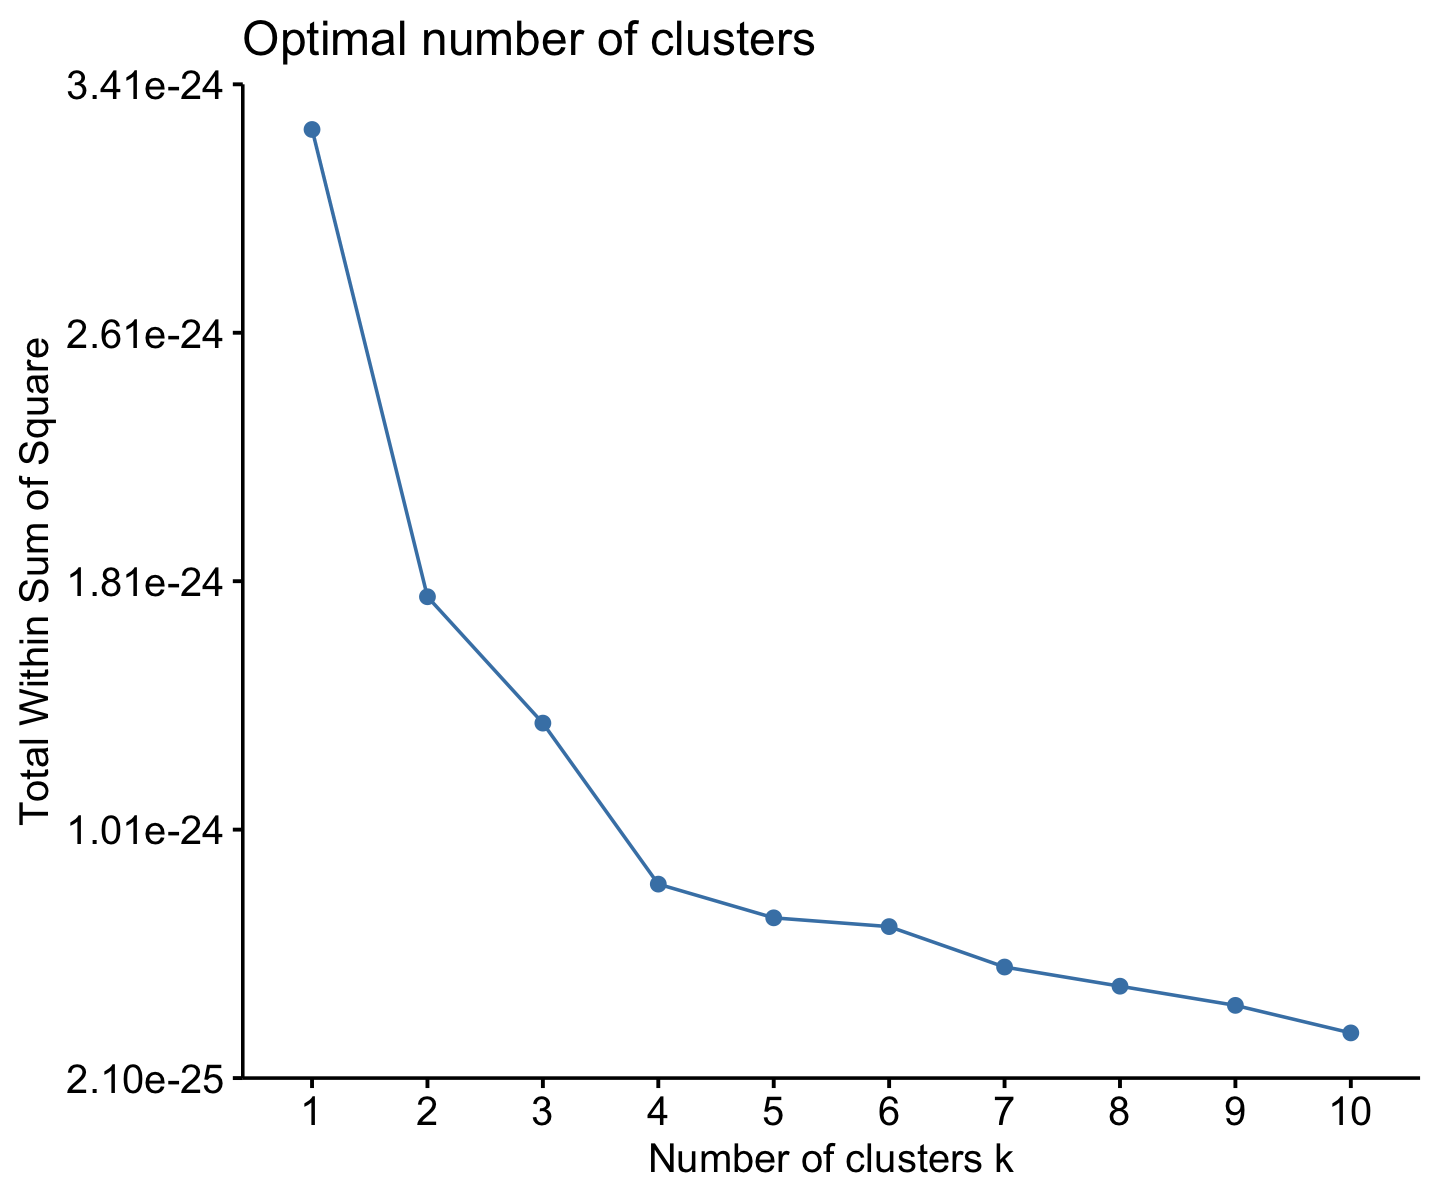 Optimal number of clusters
3.41e-24
2.61e-24
1.81e-24
1.01e-24
2.10e-25
Total Within Sum of Square
1 2 3 4 5 6 7 8 9 10
Number of clusters k